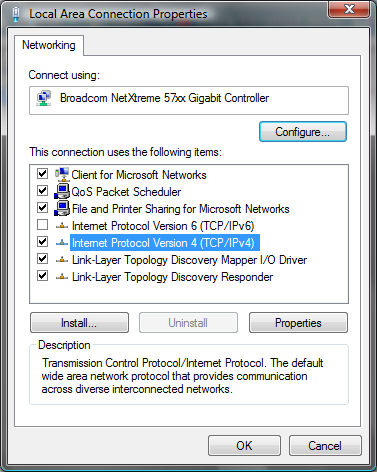 Local Area Connection Properties
Networking
Connect using:
Broadcom NetXtreme 57xx Gigabit Controller
Configure...
This connection uses the following items:
Client for Microsoft Networks
QoS Packet Scheduler
File and Printer Sharing for Microsoft Networks
Internet Protocol Version 6 (TCP/IPv6)
Internet Protocol Version 4 (TCP/IPv4)
Link-Layer Topology Discovery Mapper I/O Driver
Link-Layer Topology Discovery Responder
Install... Uninstall Properties
Description
Transmission Control Protocol/Internet Protocol. The default
wide area network protocol that provides communication
across diverse interconnected networks.
OK Cancel